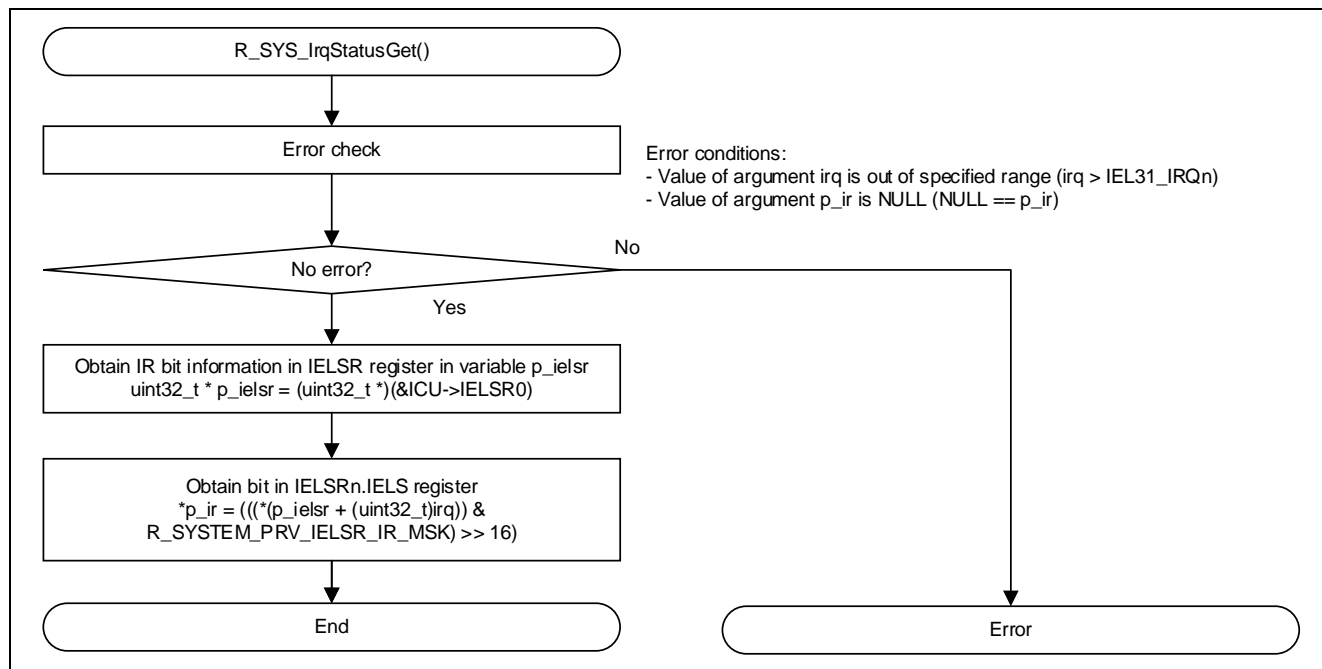 R_SYS_IrqStatusGet()
Error check
Error conditions:
- Value of argument irq is out of specified range (irq > IEL31_IRQn)
- Value of argument p_ir is NULL (NULL == p_ir)
No error?
No
Yes
Obtain IR bit information in IELSR register in variable p_ielsr
uint32_t * p_ielsr = (uint32_t *)(&ICU->IELSR0)
Obtain bit in IELSRn.IELS register
*p_ir = (((*(p_ielsr + (uint32_t)irq)) &
R_SYSTEM_PRV_IELSR_IR_MSK) >> 16)
End
Error